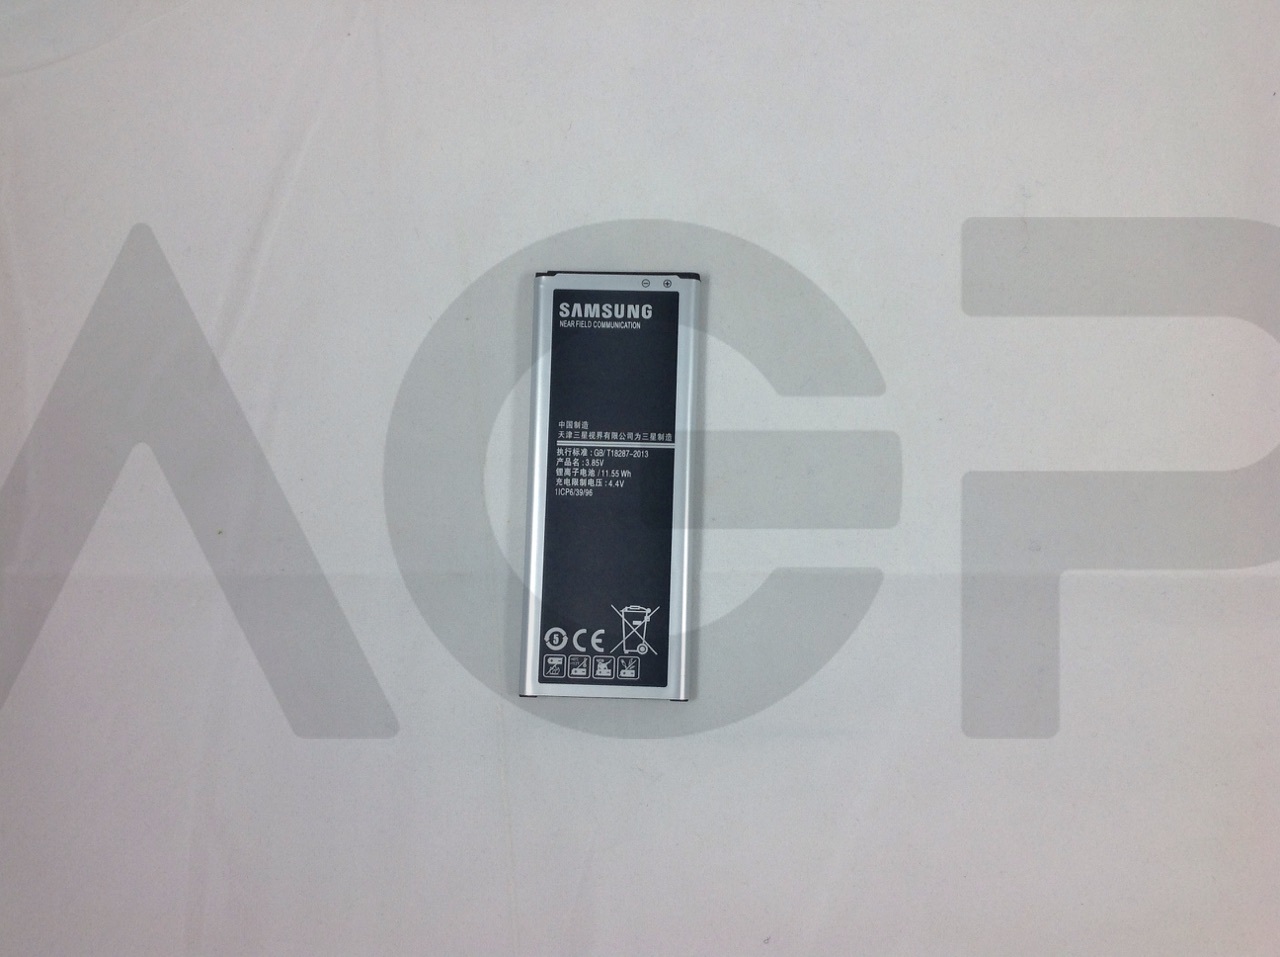 SAMSUNG
NEAR FIELD COMMUNICATION
中国制造
天津三星视界有限公司为三星制造
执行标准 : GB/T18287-2013
产品名 : 3.85V
锂离子电池 / 11.55 Wh
充电限制电压 : 4.4V
1ICP6/39/96
5 CE
ACP